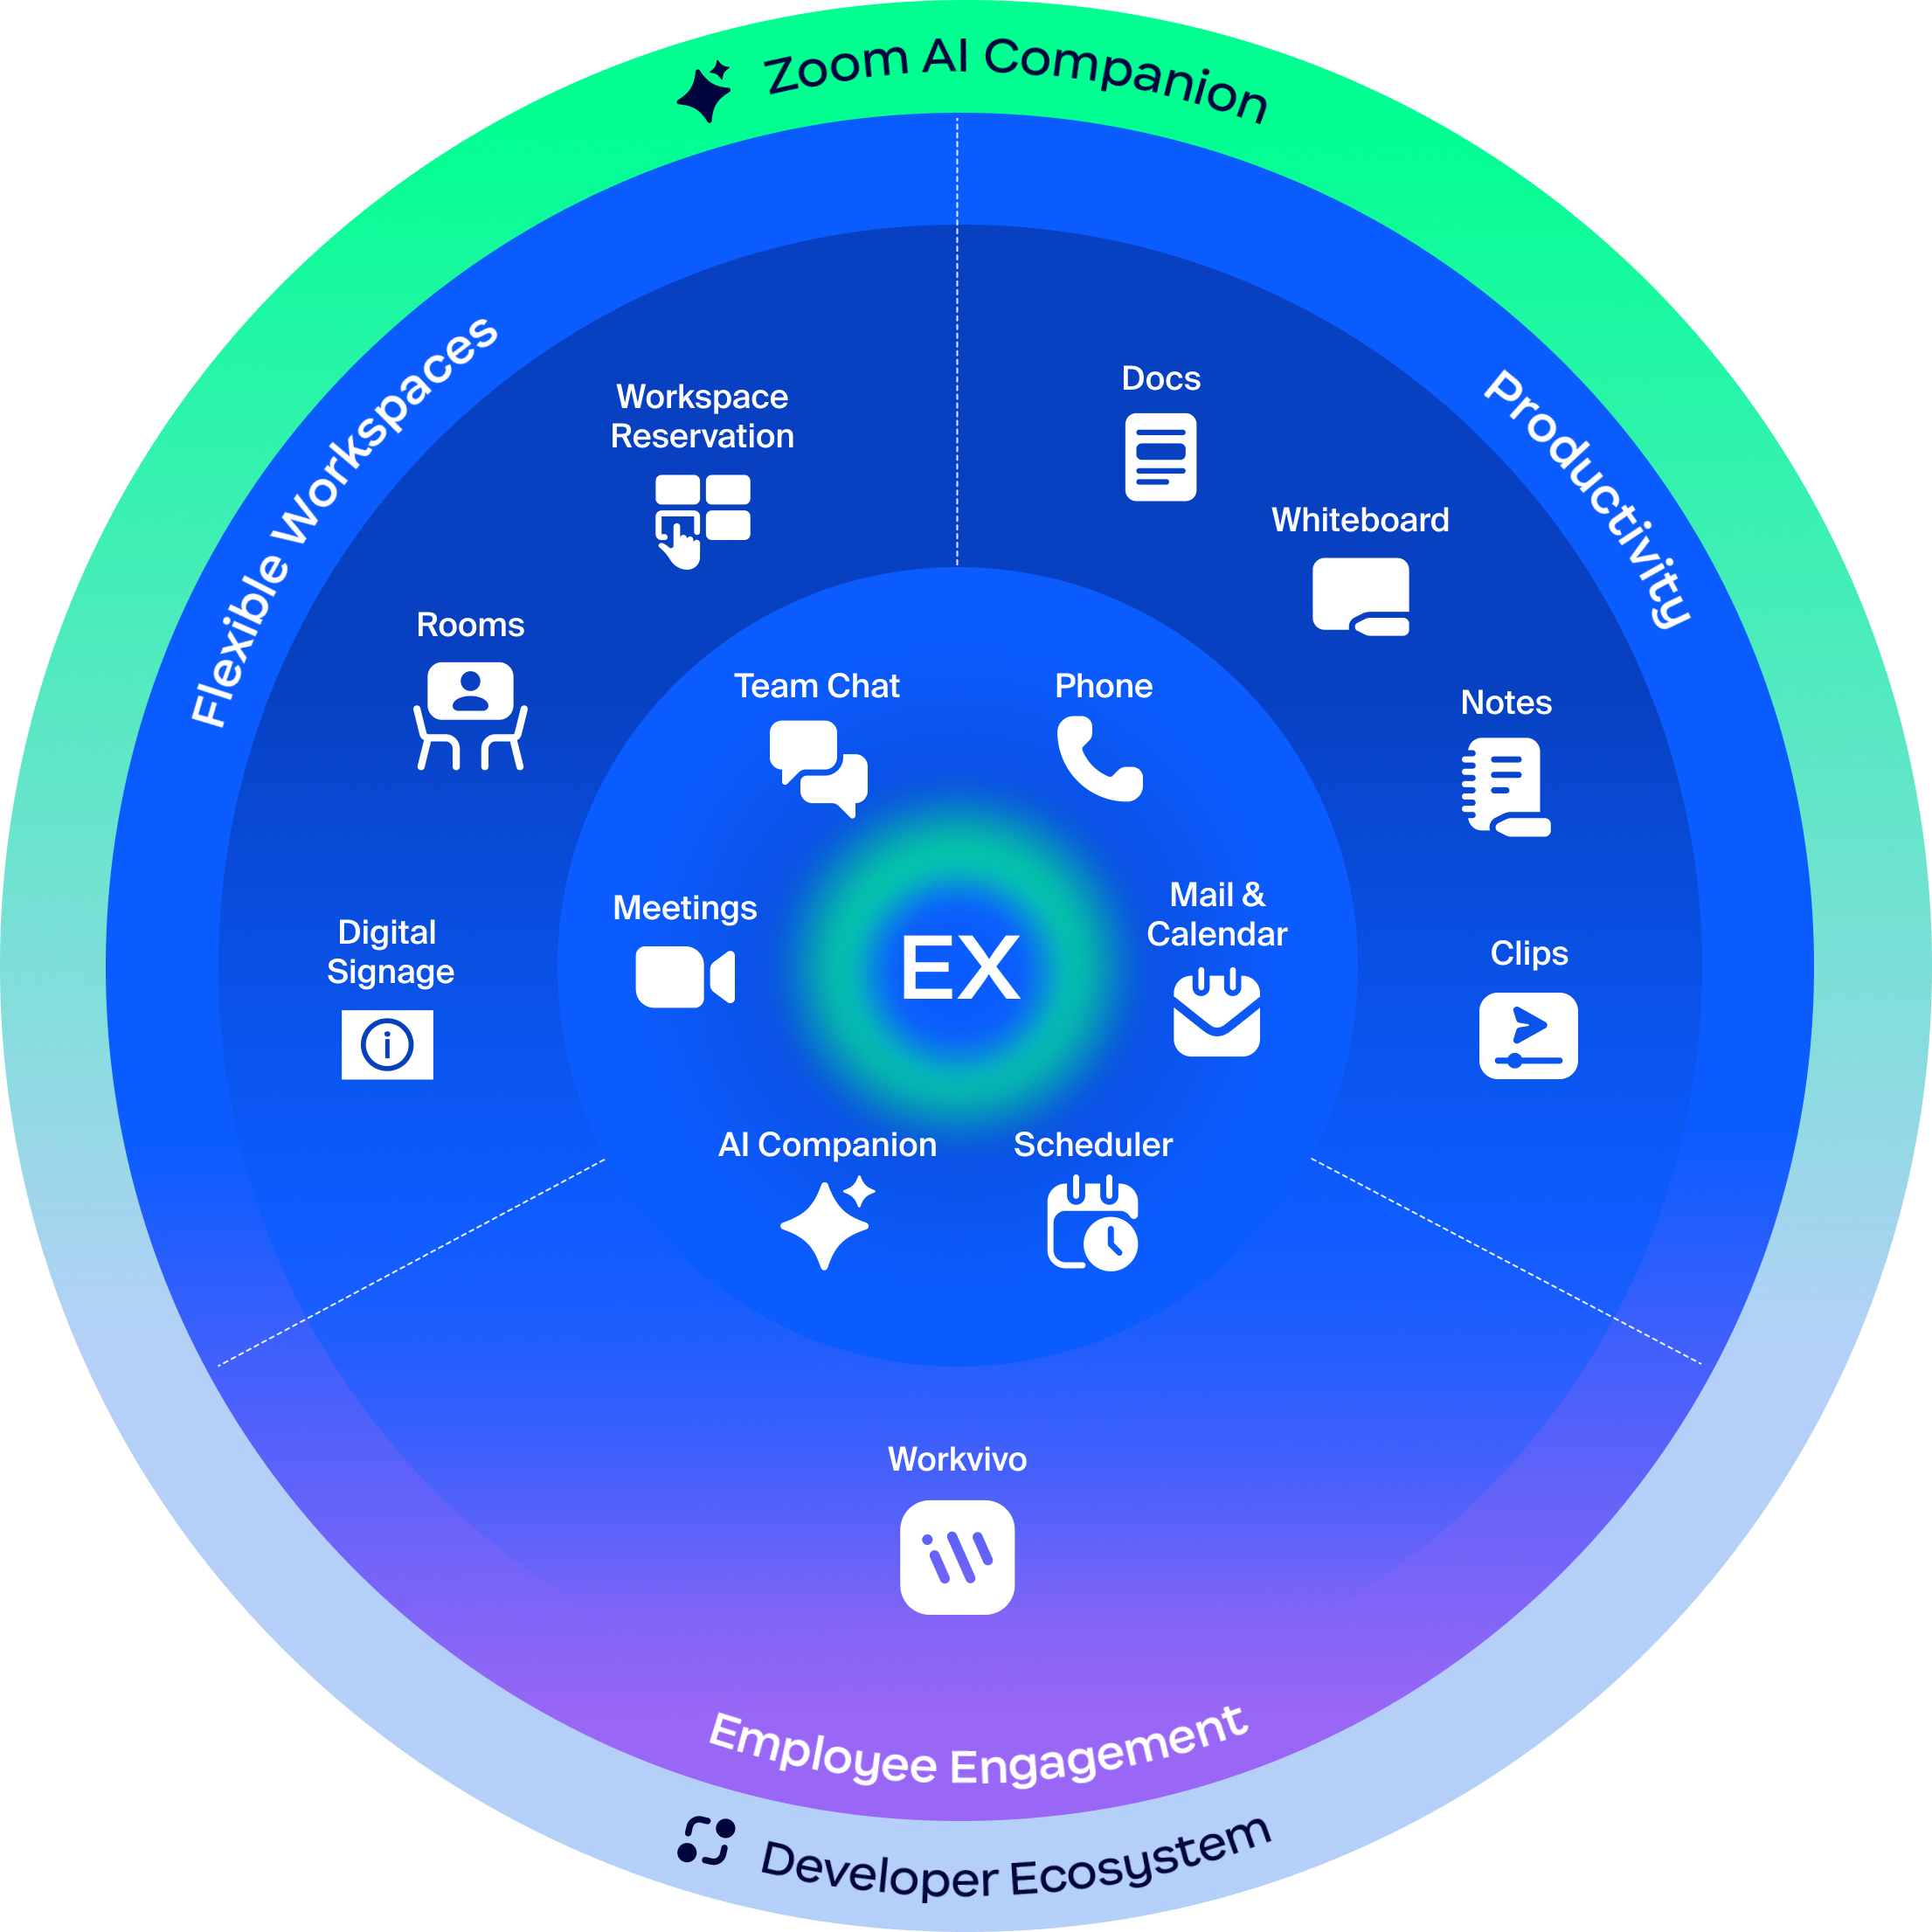 Zoom AI Companion
Flexible Workspaces
Productivity
Workspace
Reservation
Docs
Whiteboard
Rooms
Notes
Team Chat
Phone
Digital
Signage
Meetings
EX
Mail &
Calendar
Clips
AI Companion
Scheduler
Workvivo
Employee Engagement
Developer Ecosystem